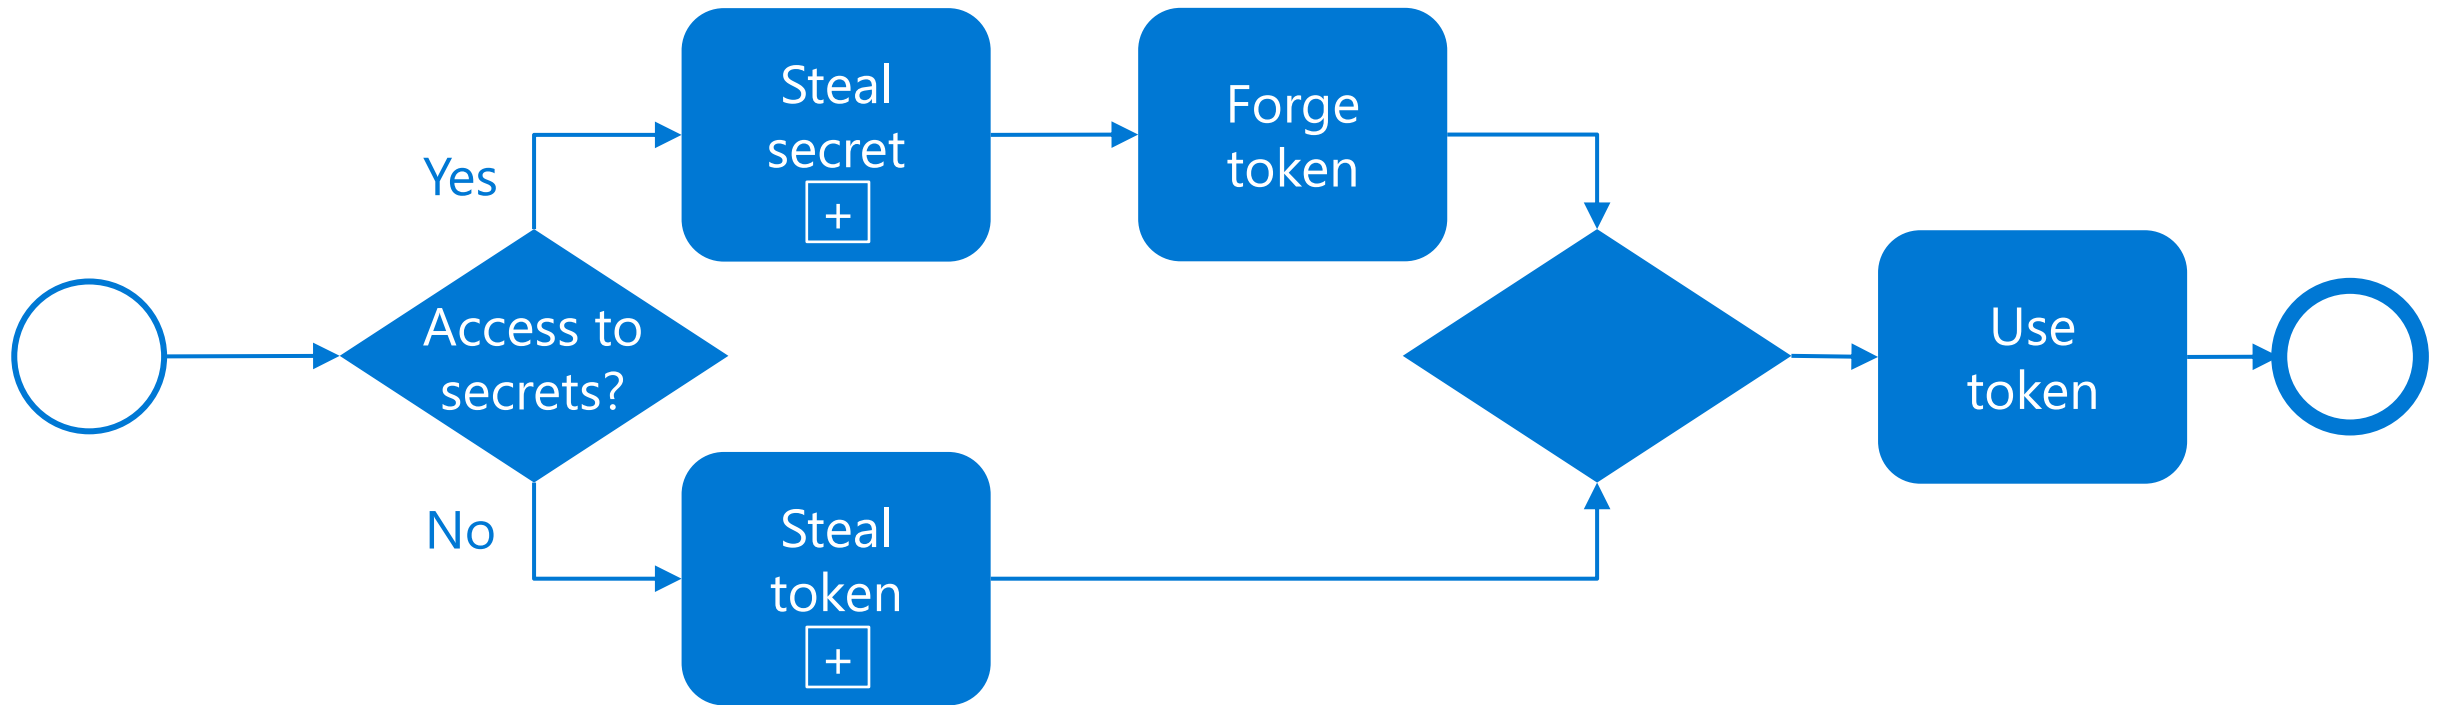 Yes
Access to
secrets?
No
Steal
secret
+
Forge
token
Steal
token
+
Use
token